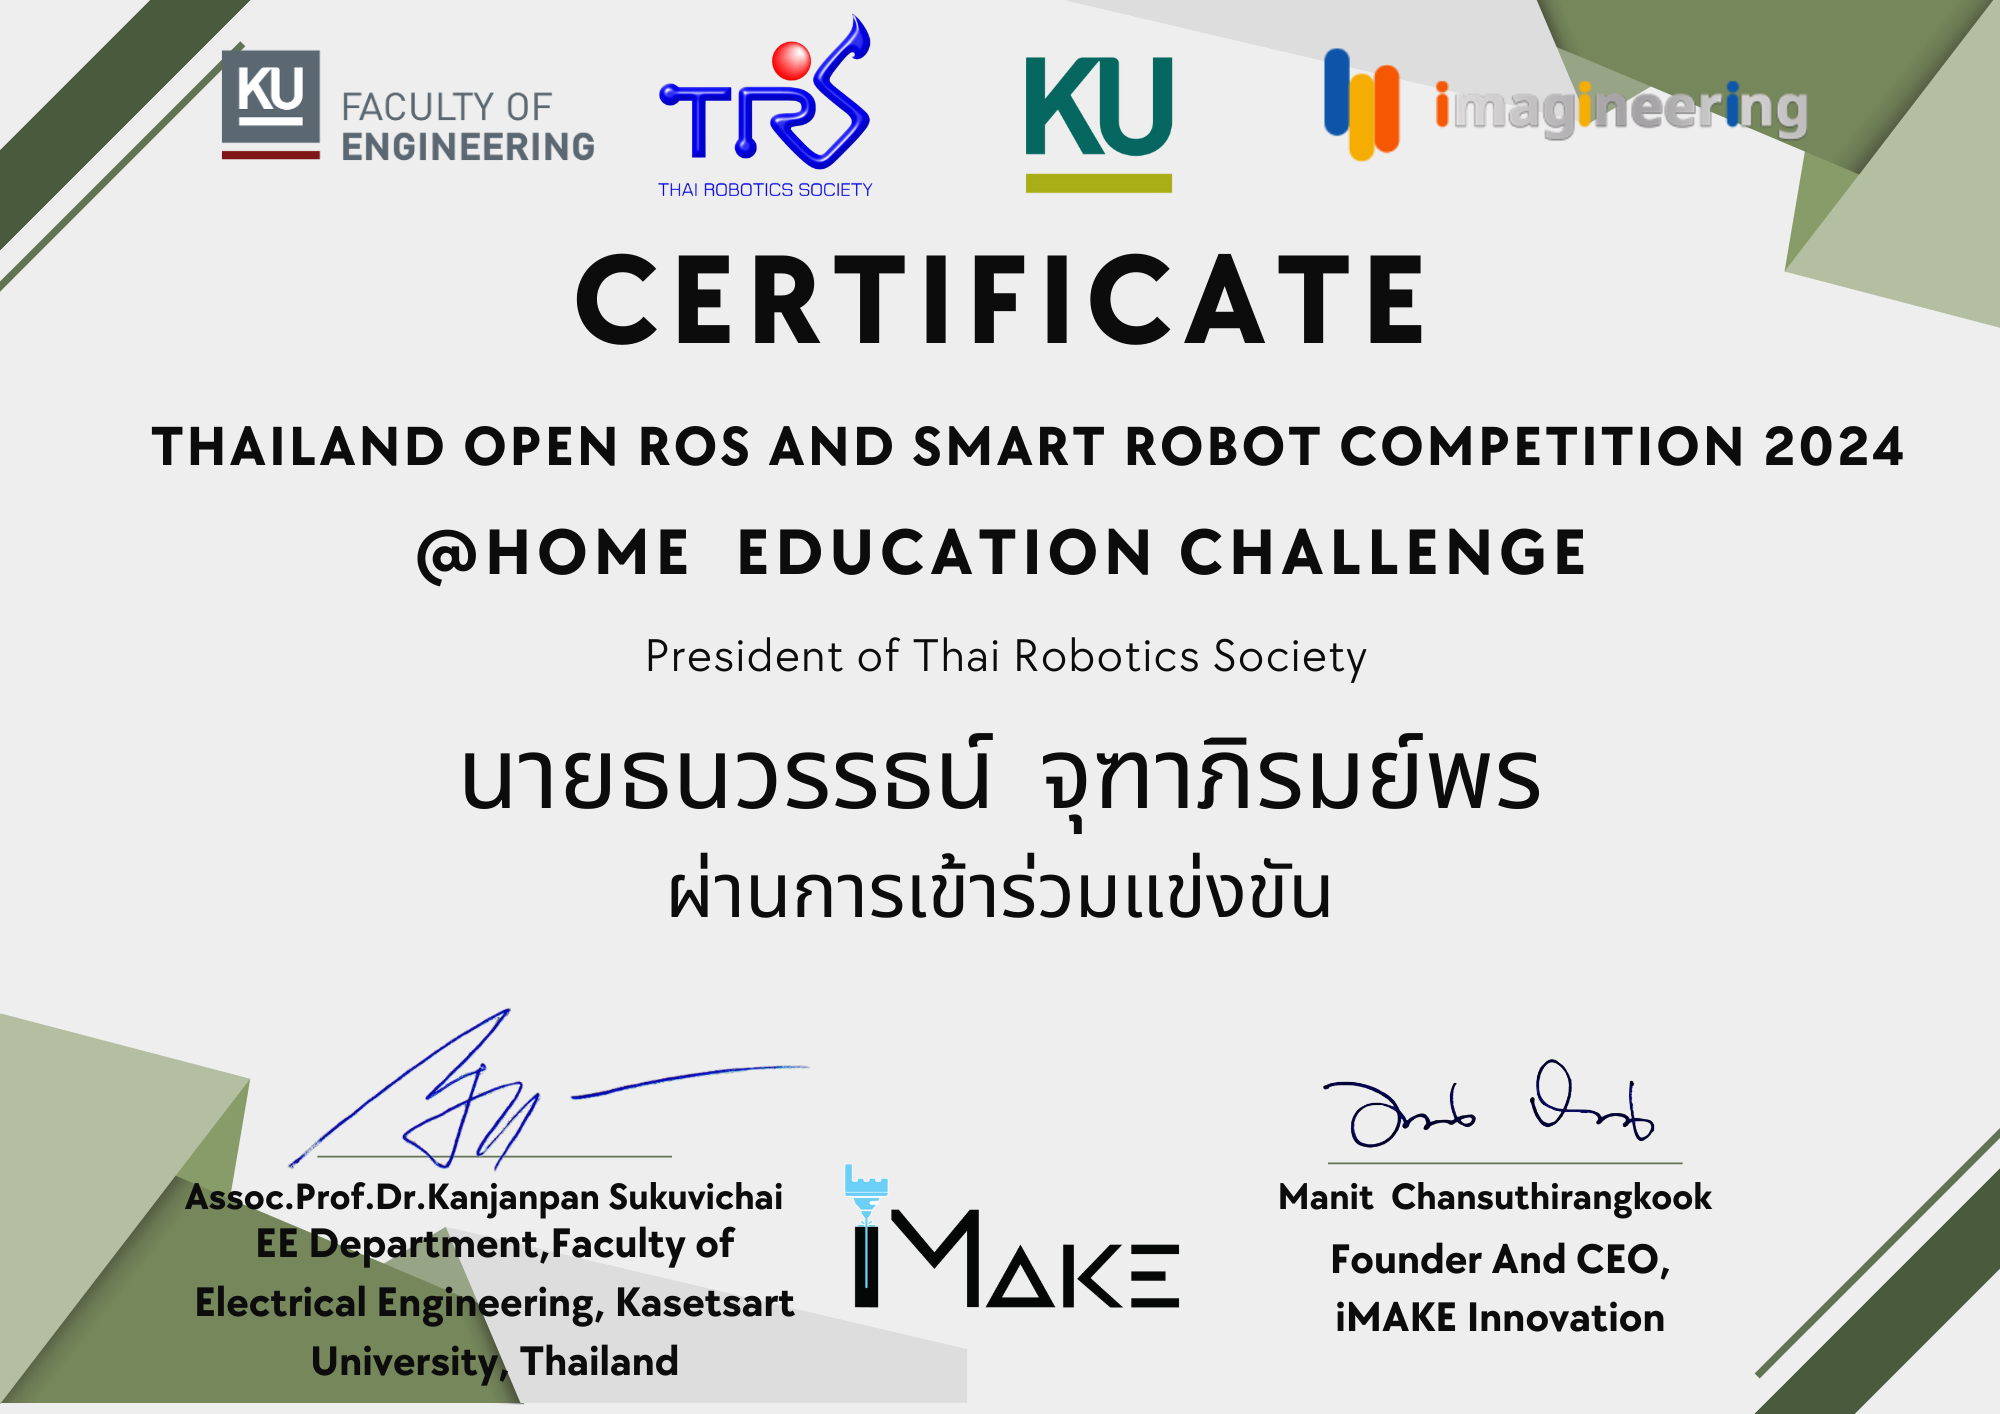 KU FACULTY OF
ENGINEERING
TRS
THAI ROBOTICS SOCIETY
KU
imagineering
CERTIFICATE
THAILAND OPEN ROS AND SMART ROBOT COMPETITION 2024
@HOME EDUCATION CHALLENGE
President of Thai Robotics Society
นายธนวรรธน์ จุฑาภิรมย์พร
ผ่านการเข้าร่วมแข่งขัน
Assoc.Prof.Dr.Kanjanpan Sukuvichai
EE Department,Faculty of
Electrical Engineering, Kasetsart
University, Thailand
iMAKE
Manit Chansuthirangkook
Founder And CEO,
iMAKE Innovation